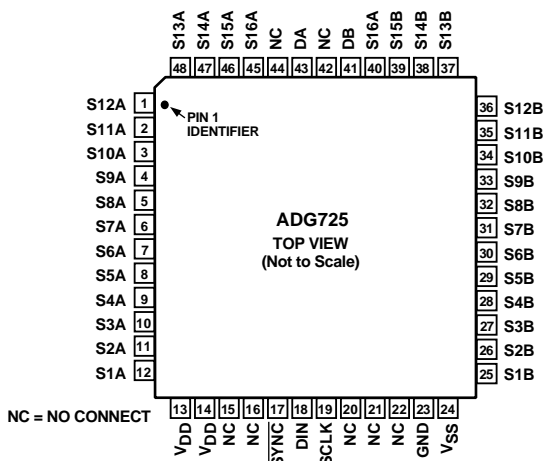 S13A S14A S15A S16A NC DA NC DB S16A S15B S14B S13B
48 47 46 45 44 43 42 41 40 39 38 37
S12A 1
S11A 2
S10A 3
S9A 4
S8A 5
S7A 6
S6A 7
S5A 8
S4A 9
S3A 10
S2A 11
S1A 12
PIN 1
IDENTIFIER
ADG725
TOP VIEW
(Not to Scale)
36 S12B
35 S11B
34 S10B
33 S9B
32 S8B
31 S7B
30 S6B
29 S5B
28 S4B
27 S3B
26 S2B
25 S1B
NC = NO CONNECT
13 14 15 16 17 18 19 20 21 22 23 24
VDD VDD NC NC SYNC DIN SCLK NC NC NC GND VSS